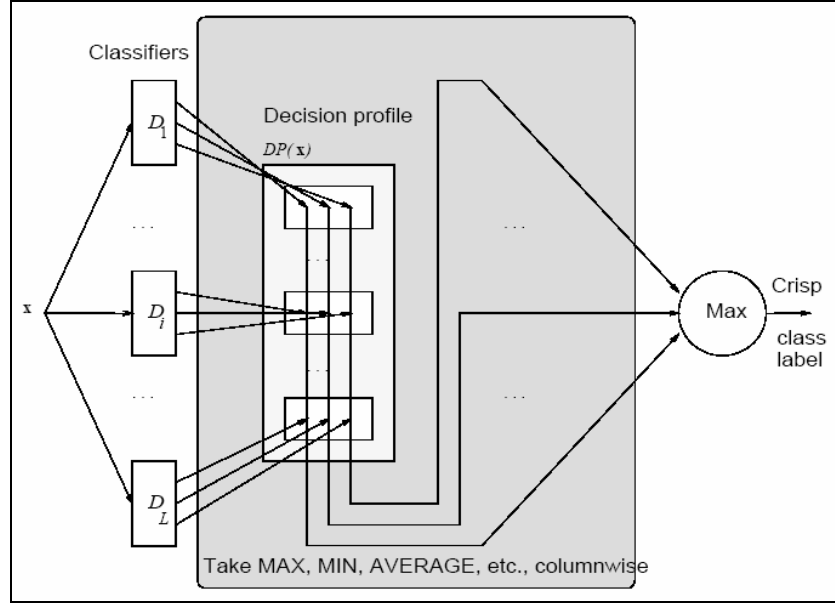 Classifiers
D1
Decision profile
DP(x)
...
...
...
x
Di
Max
Crisp
class
label
...
...
...
DL
Take MAX, MIN, AVERAGE, etc., columnwise